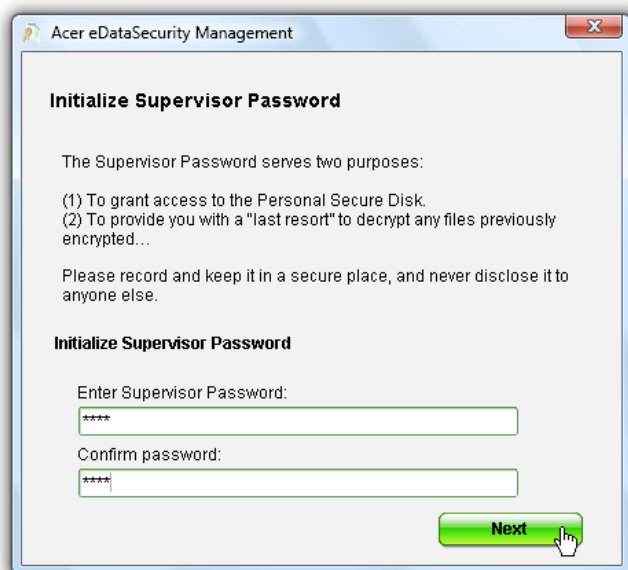 Acer eDataSecurity Management
Initialize Supervisor Password
The Supervisor Password serves two purposes:
(1) To grant access to the Personal Secure Disk.
(2) To provide you with a "last resort" to decrypt any files previously
encrypted...
Please record and keep it in a secure place, and never disclose it to
anyone else.
Initialize Supervisor Password
Enter Supervisor Password:
****
Confirm password:
****
Next